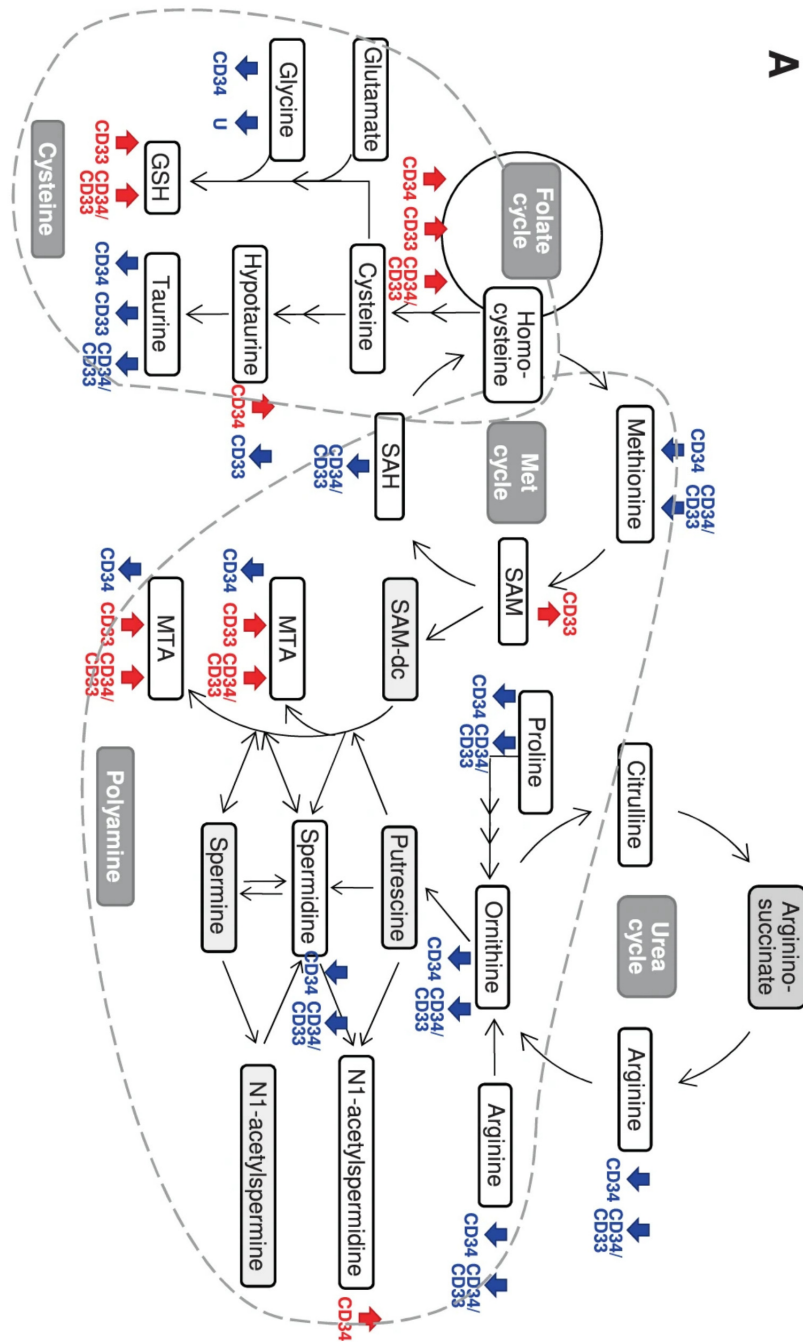 A
Arginino-
succinate
Citrulline
Urea
cycle
Arginine
CD34 CD34/
CD33
CD34 CD34/
CD33
Methionine
Proline
CD34 CD34/
CD33
Ornithine
CD34 CD34/
CD33
Arginine
CD34 CD34/
CD33
Folate
cycle
Homo-
cysteine
Met
cycle
SAM
CD33
CD34 CD33 CD34/
CD33
SAH
CD34/
CD33
SAM-dc
Putrescine
Glutamate
Cysteine
Glycine
CD34 U
Hypotaurine
CD34 CD33
MTA
CD34 CD33 CD34/
CD33
Spermidine
CD34 CD34/
CD33
N1-acetylspermidine
CD34
GSH
CD33 CD34/
CD33
Taurine
CD34 CD33 CD34/
CD33
MTA
CD34 CD33 CD34/
CD33
Spermine
N1-acetylspermine
Cysteine
Polyamine